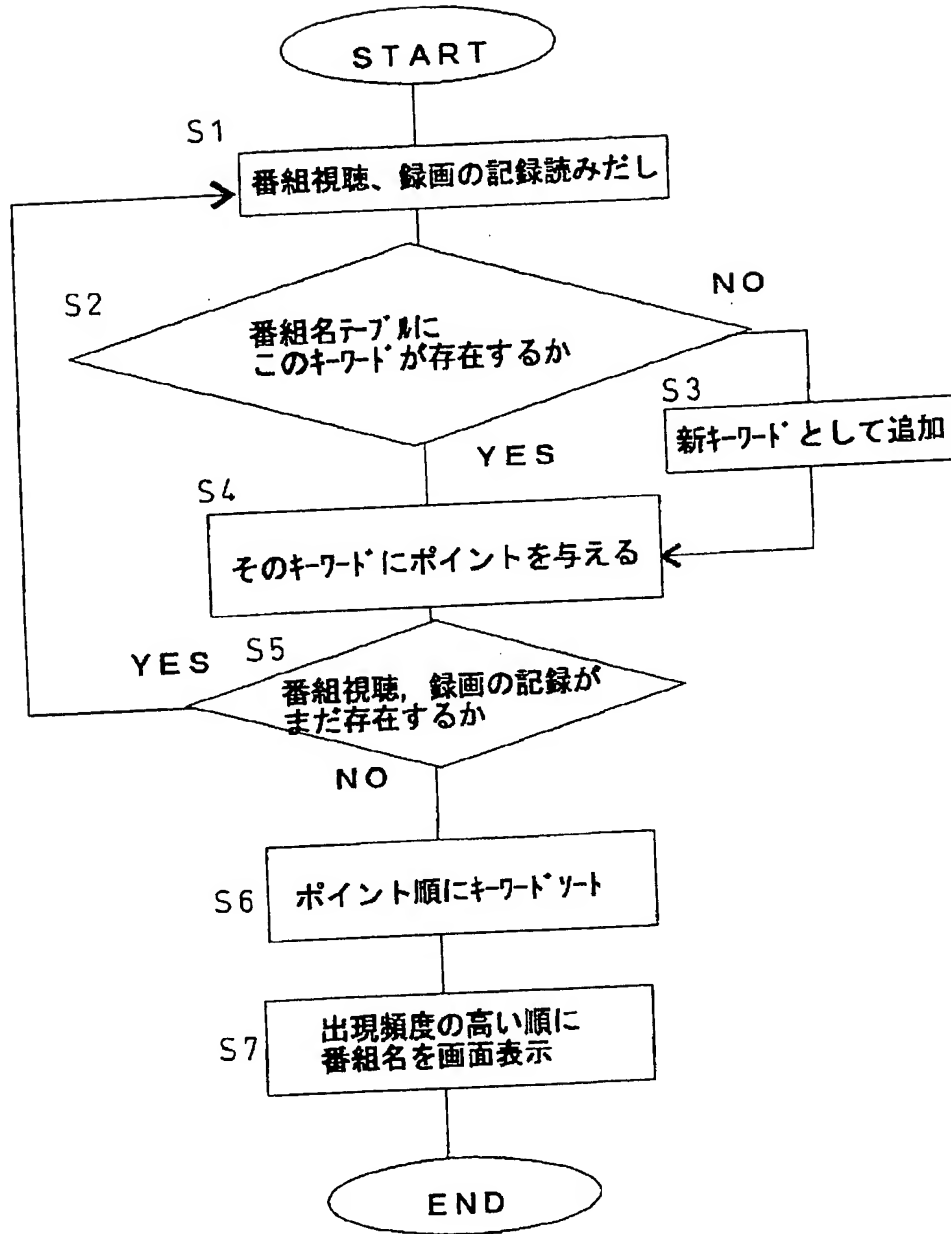 START
S1
番組視聴、録画の記録読みだし
S2
NO
番組名ﾃｰﾌﾞﾙに
このｷｰﾜｰﾄﾞが存在するか
S3
新ｷｰﾜｰﾄﾞとして追加
YES
S4
そのｷｰﾜｰﾄﾞにポイントを与える
YES
S5
番組視聴,録画の記録が
まだ存在するか
NO
S6
ポイント順にｷｰﾜｰﾄﾞｿｰﾄ
S7
出現頻度の高い順に
番組名を画面表示
END